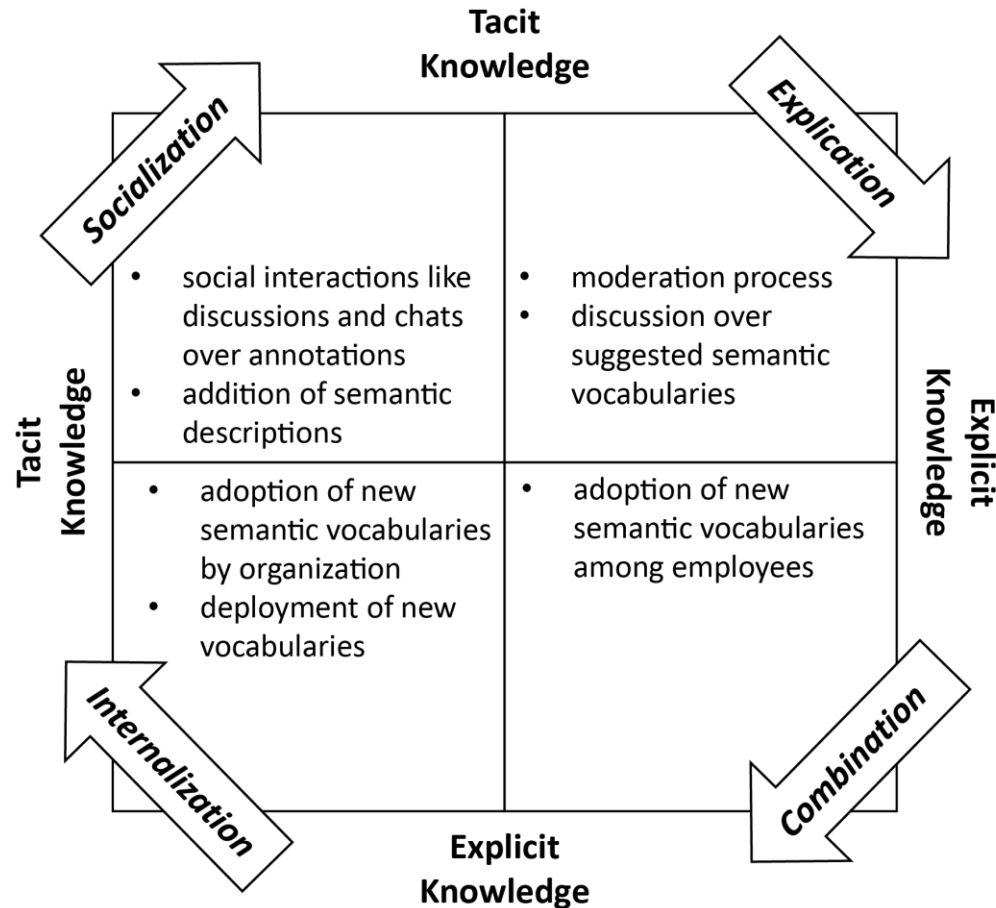 Tacit
Knowledge
Socialization
Explication
• social interactions like
discussions and chats
over annotations
• addition of semantic
descriptions
• moderation process
• discussion over
suggested semantic
vocabularies
Tacit
Knowledge
Explicit
Knowledge
• adoption of new
semantic vocabularies
by organization
• deployment of new
vocabularies
• adoption of new
semantic vocabularies
among employees
Internalization
Combination
Explicit
Knowledge